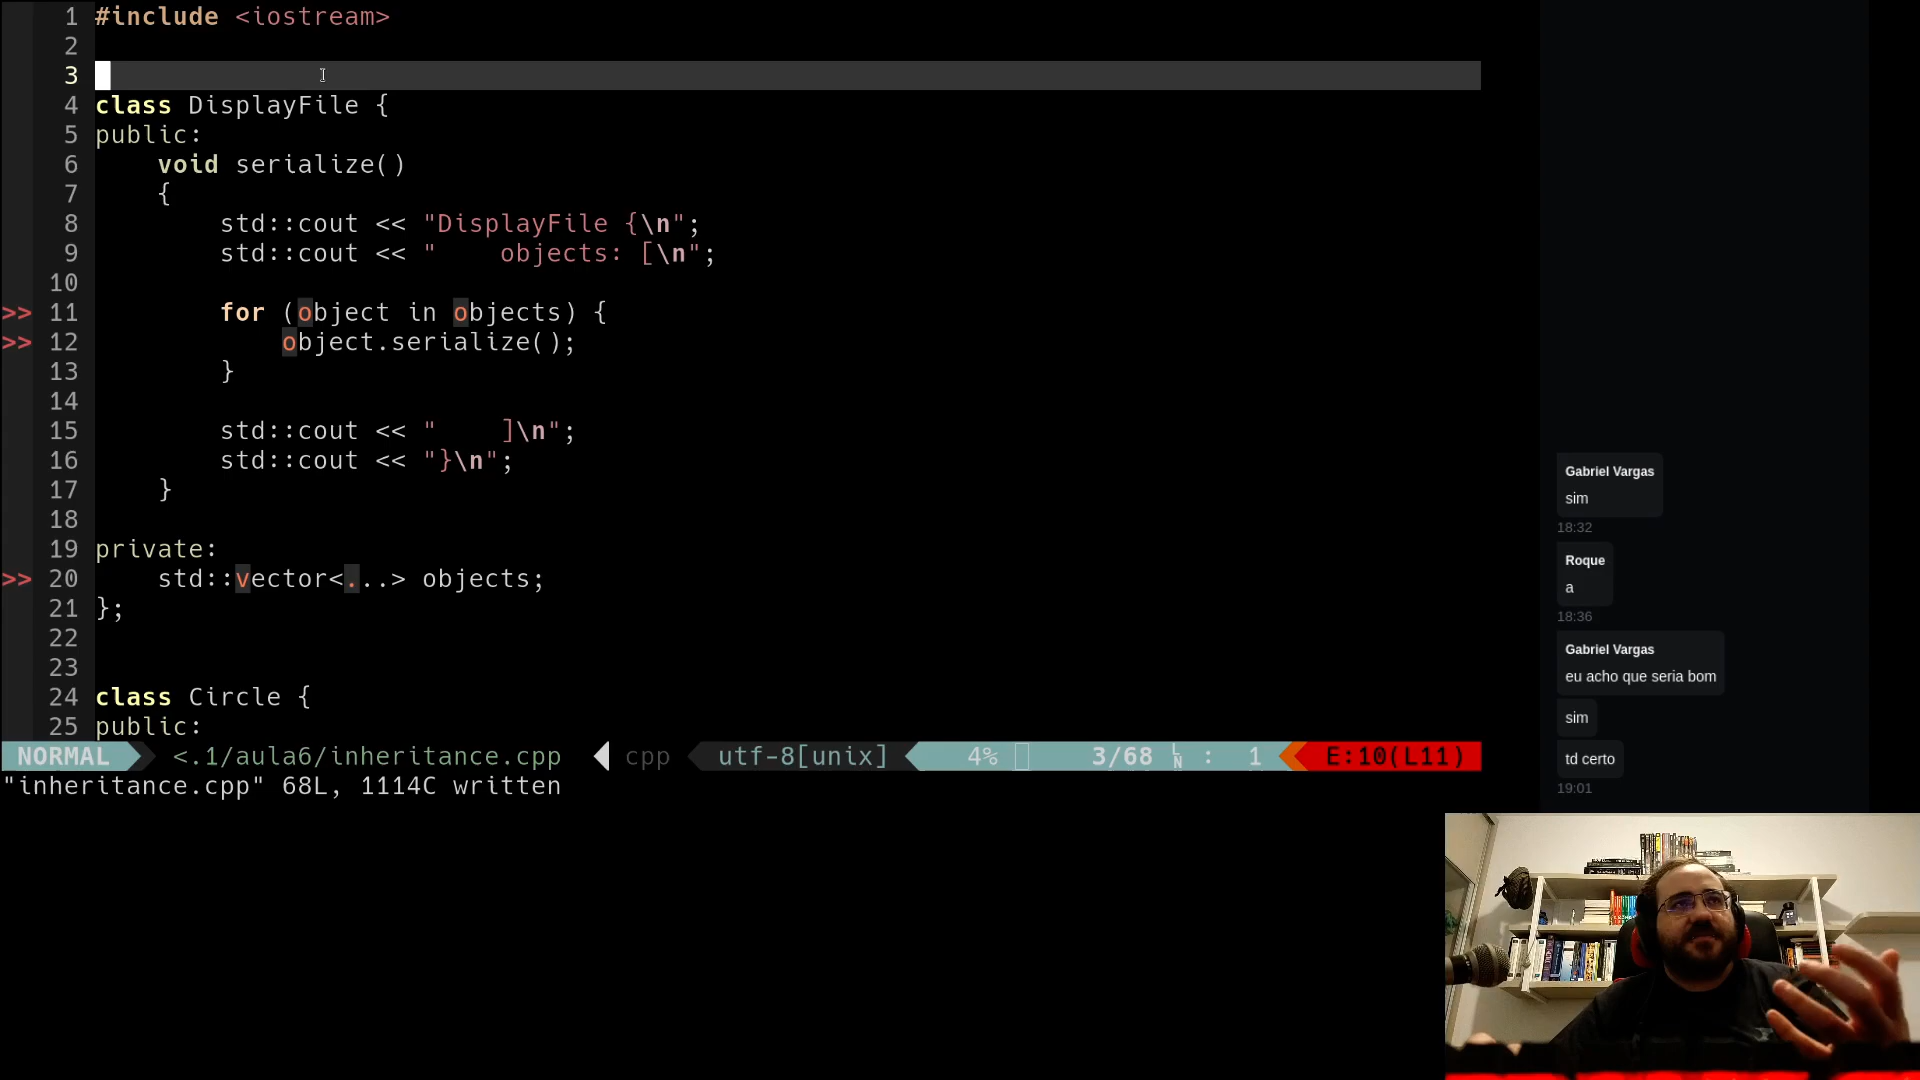 1 #include <iostream>
2
3
4 class DisplayFile {
5 public:
6     void serialize()
7     {
8         std::cout << "DisplayFile {\n";
9         std::cout << "    objects: [\n";
10
>> 11         for (object in objects) {
>> 12             object.serialize();
13         }
14
15         std::cout << "    ]\n";
16         std::cout << "}\n";
17     }
18
19 private:
>> 20     std::vector<...> objects;
21 };
22
23
24 class Circle {
25 public:
NORMAL <.1/aula6/inheritance.cpp cpp utf-8[unix] 4% 3/68 LN : 1 E:10(L11)
"inheritance.cpp" 68L, 1114C written
Gabriel Vargas
sim
18:32
Roque
a
18:36
Gabriel Vargas
eu acho que seria bom
sim
td certo
19:01